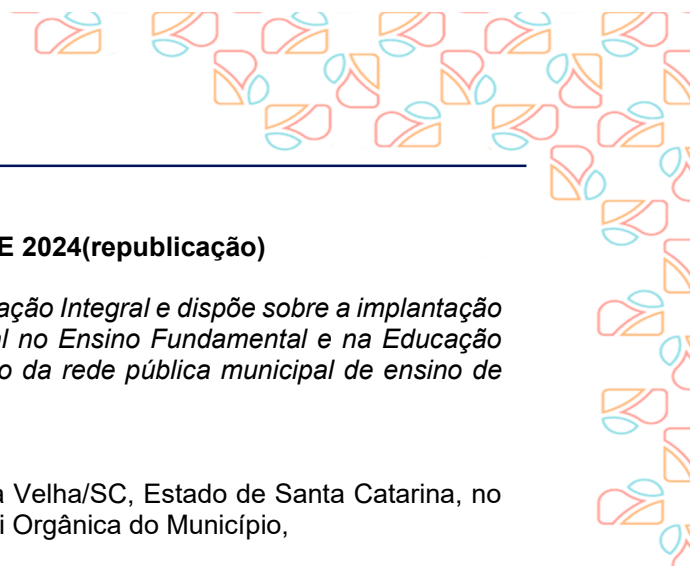 E 2024(republicação)
ação Integral e dispõe sobre a implantação
l no Ensino Fundamental e na Educação
o da rede pública municipal de ensino de
a Velha/SC, Estado de Santa Catarina, no
i Orgânica do Município,